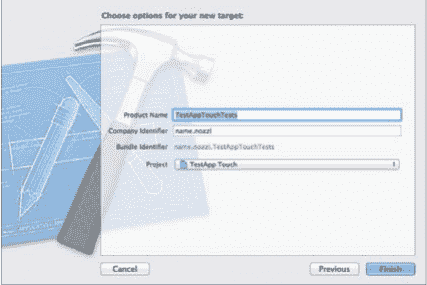 Choose options for your new target:
Product Name TestAppTouchTests
Company Identifier name.nozzi
Bundle Identifier name.nozzi.TestAppTouchTests
Project TestApp Touch
Cancel Previous Finish